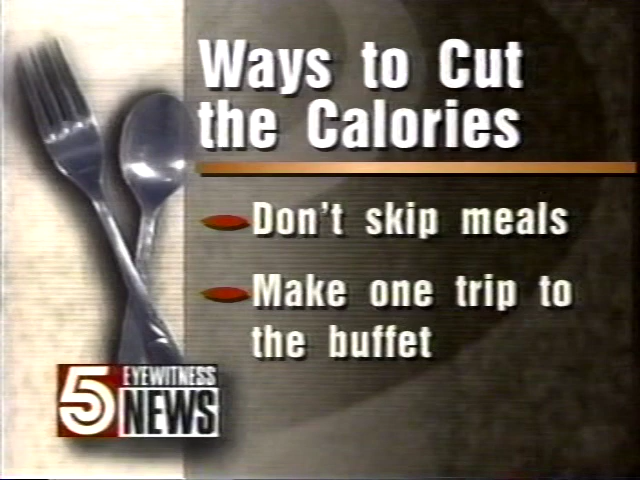 Ways to Cut
the Calories
Don't skip meals
Make one trip to
the buffet
5 EYEWITNESS
NEWS